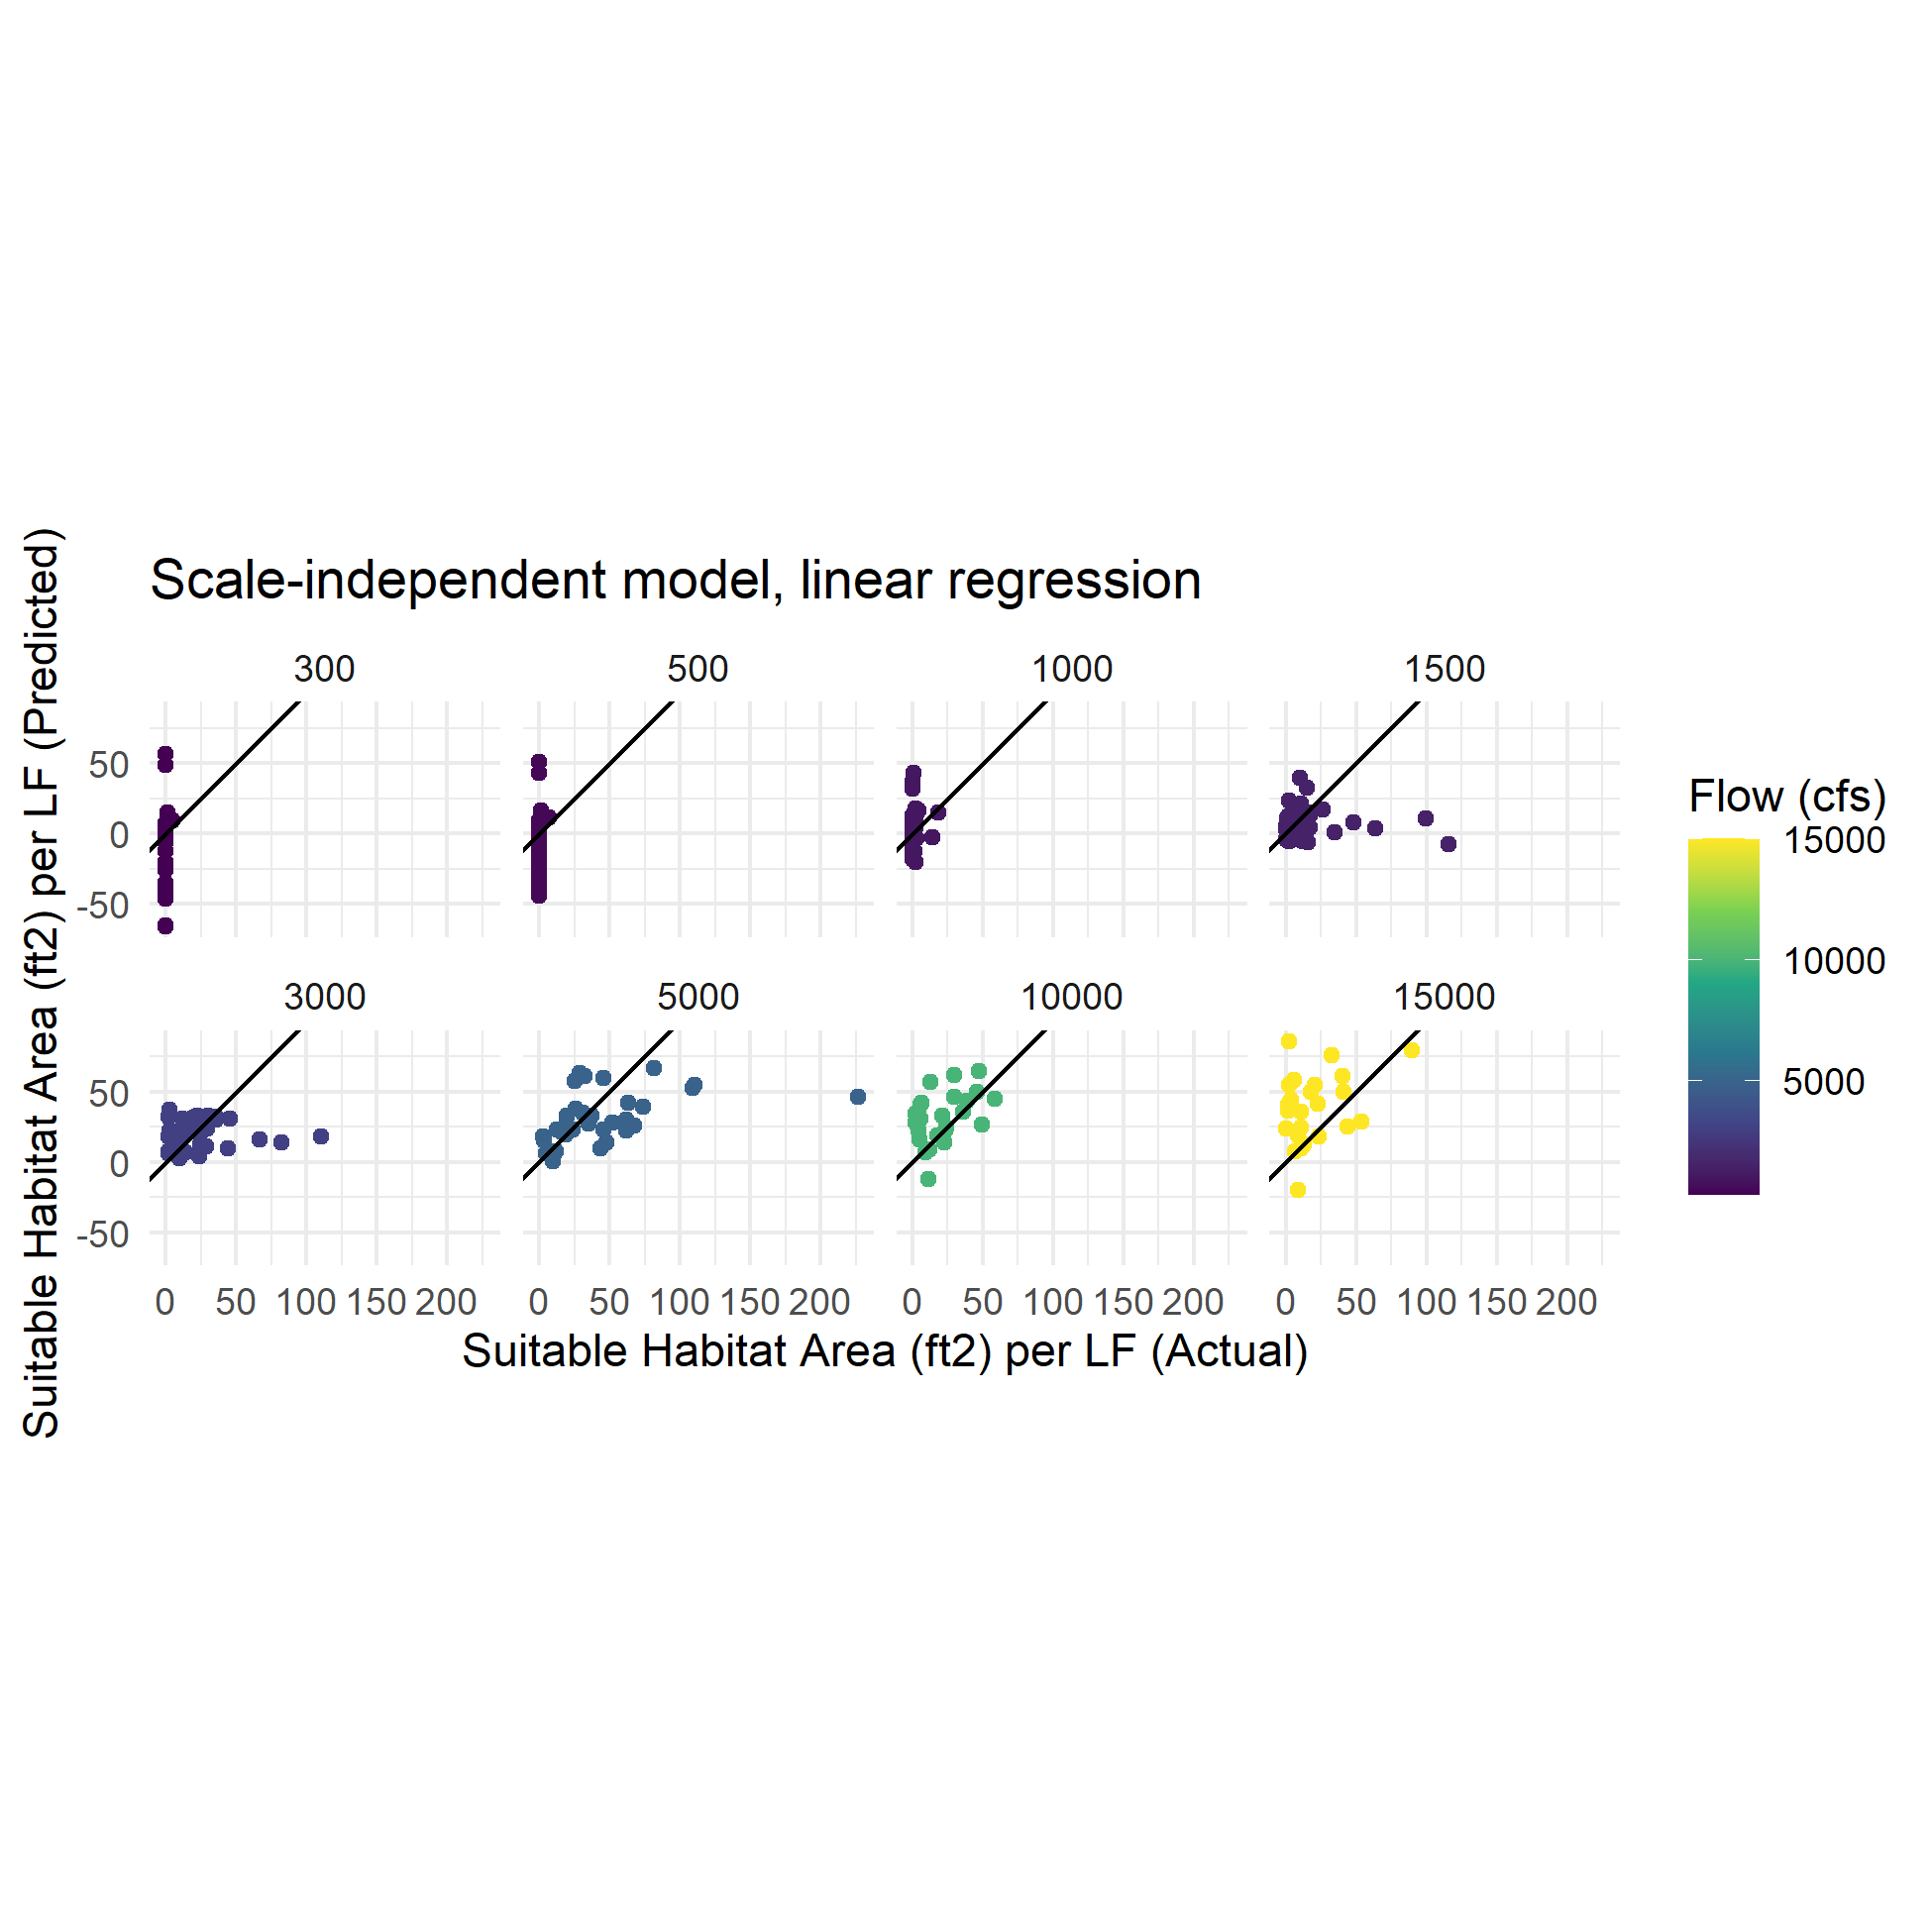 Scale-independent model, linear regression
Suitable Habitat Area (ft2) per LF (Predicted)
300 500 1000 1500
50
0
-50
3000 5000 10000 15000
50
0
-50
0 50 100 150 200 0 50 100 150 200 0 50 100 150 200 0 50 100 150 200
Suitable Habitat Area (ft2) per LF (Actual)
Flow (cfs)
15000
10000
5000